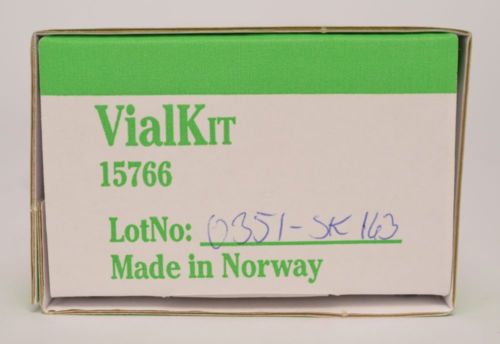 VialKit
15766
LotNo: 0351-SK163
Made in Norway